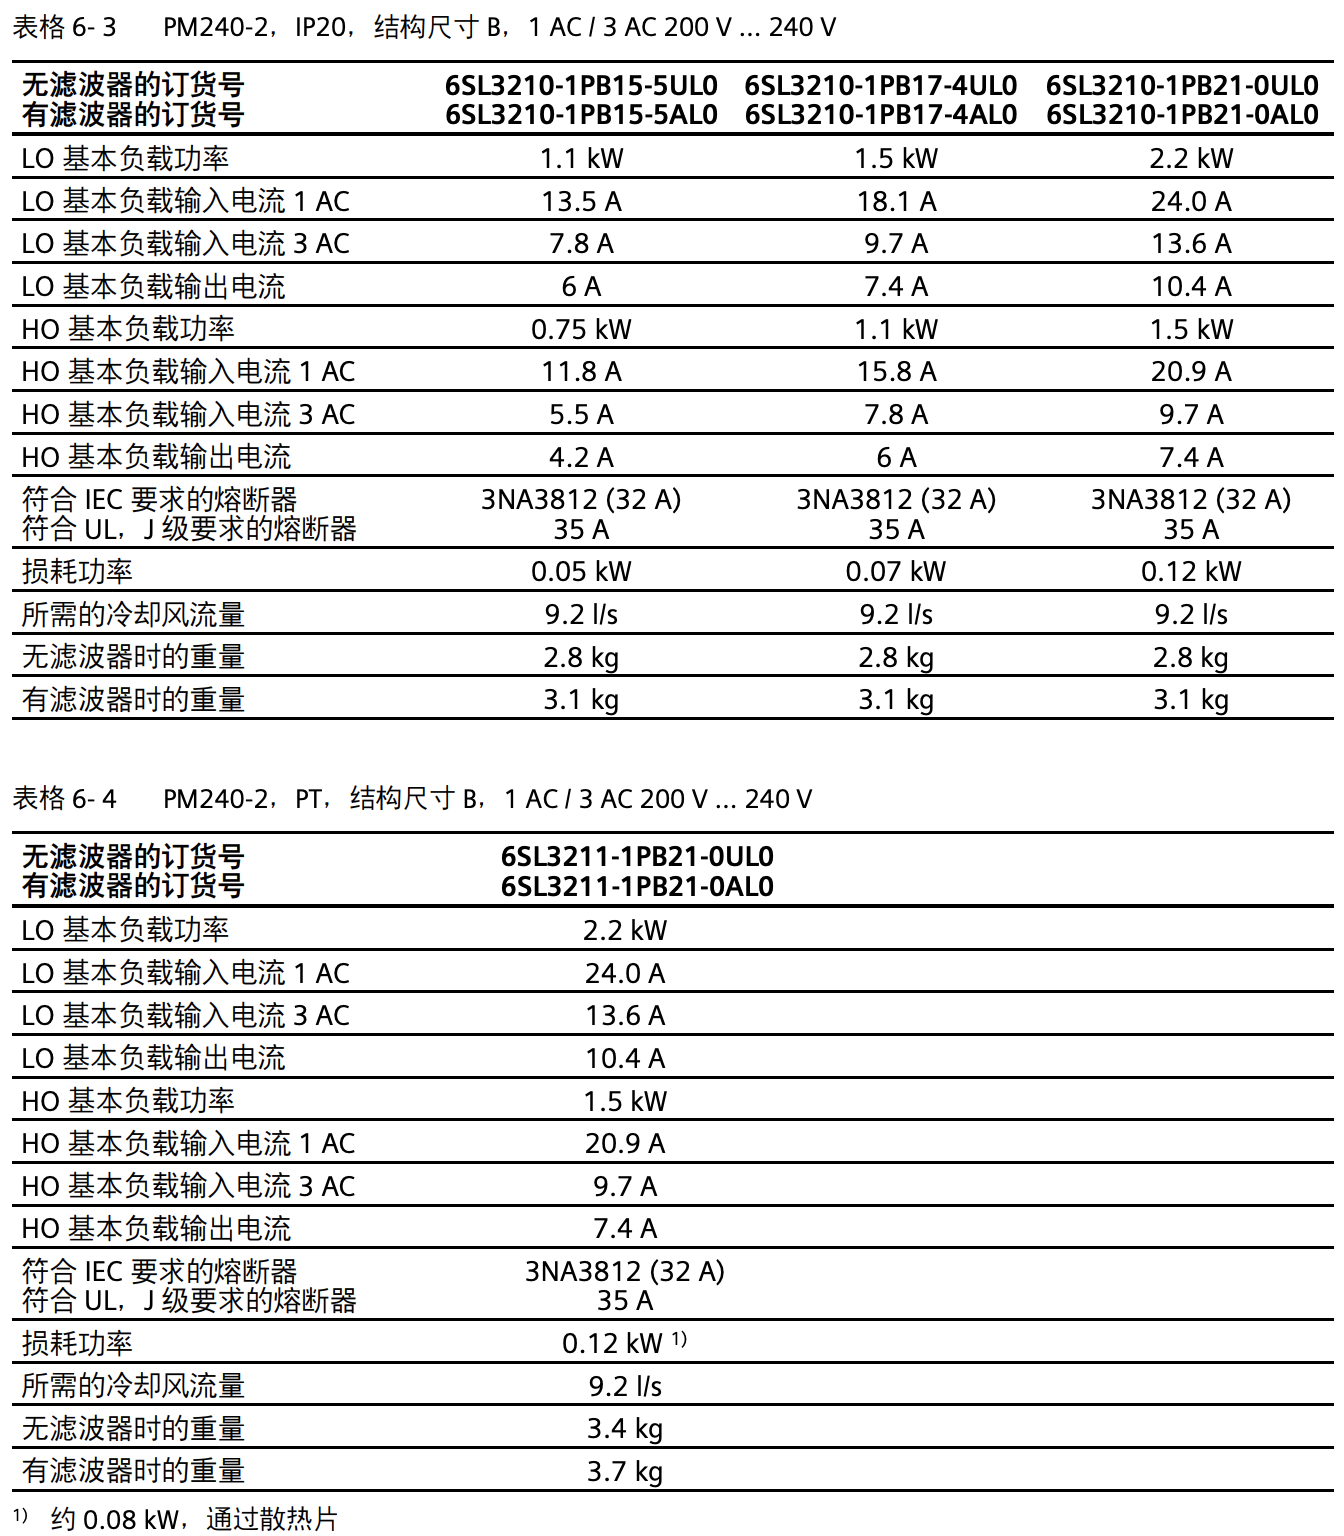 表格 6- 3 PM240-2，IP20，结构尺寸 B，1 AC / 3 AC 200 V ... 240 V
无滤波器的订货号 6SL3210-1PB15-5UL0 6SL3210-1PB17-4UL0 6SL3210-1PB21-0UL0
有滤波器的订货号 6SL3210-1PB15-5AL0 6SL3210-1PB17-4AL0 6SL3210-1PB21-0AL0
LO 基本负载功率 1.1 kW 1.5 kW 2.2 kW
LO 基本负载输入电流 1 AC 13.5 A 18.1 A 24.0 A
LO 基本负载输入电流 3 AC 7.8 A 9.7 A 13.6 A
LO 基本负载输出电流 6 A 7.4 A 10.4 A
HO 基本负载功率 0.75 kW 1.1 kW 1.5 kW
HO 基本负载输入电流 1 AC 11.8 A 15.8 A 20.9 A
HO 基本负载输入电流 3 AC 5.5 A 7.8 A 9.7 A
HO 基本负载输出电流 4.2 A 6 A 7.4 A
符合 IEC 要求的熔断器 3NA3812 (32 A) 3NA3812 (32 A) 3NA3812 (32 A)
符合 UL，J 级要求的熔断器 35 A 35 A 35 A
损耗功率 0.05 kW 0.07 kW 0.12 kW
所需的冷却风流量 9.2 l/s 9.2 l/s 9.2 l/s
无滤波器时的重量 2.8 kg 2.8 kg 2.8 kg
有滤波器时的重量 3.1 kg 3.1 kg 3.1 kg
表格 6- 4 PM240-2，PT，结构尺寸 B，1 AC / 3 AC 200 V ... 240 V
无滤波器的订货号 6SL3211-1PB21-0UL0
有滤波器的订货号 6SL3211-1PB21-0AL0
LO 基本负载功率 2.2 kW
LO 基本负载输入电流 1 AC 24.0 A
LO 基本负载输入电流 3 AC 13.6 A
LO 基本负载输出电流 10.4 A
HO 基本负载功率 1.5 kW
HO 基本负载输入电流 1 AC 20.9 A
HO 基本负载输入电流 3 AC 9.7 A
HO 基本负载输出电流 7.4 A
符合 IEC 要求的熔断器 3NA3812 (32 A)
符合 UL，J 级要求的熔断器 35 A
损耗功率 0.12 kW 1)
所需的冷却风流量 9.2 l/s
无滤波器时的重量 3.4 kg
有滤波器时的重量 3.7 kg
1) 约 0.08 kW，通过散热片